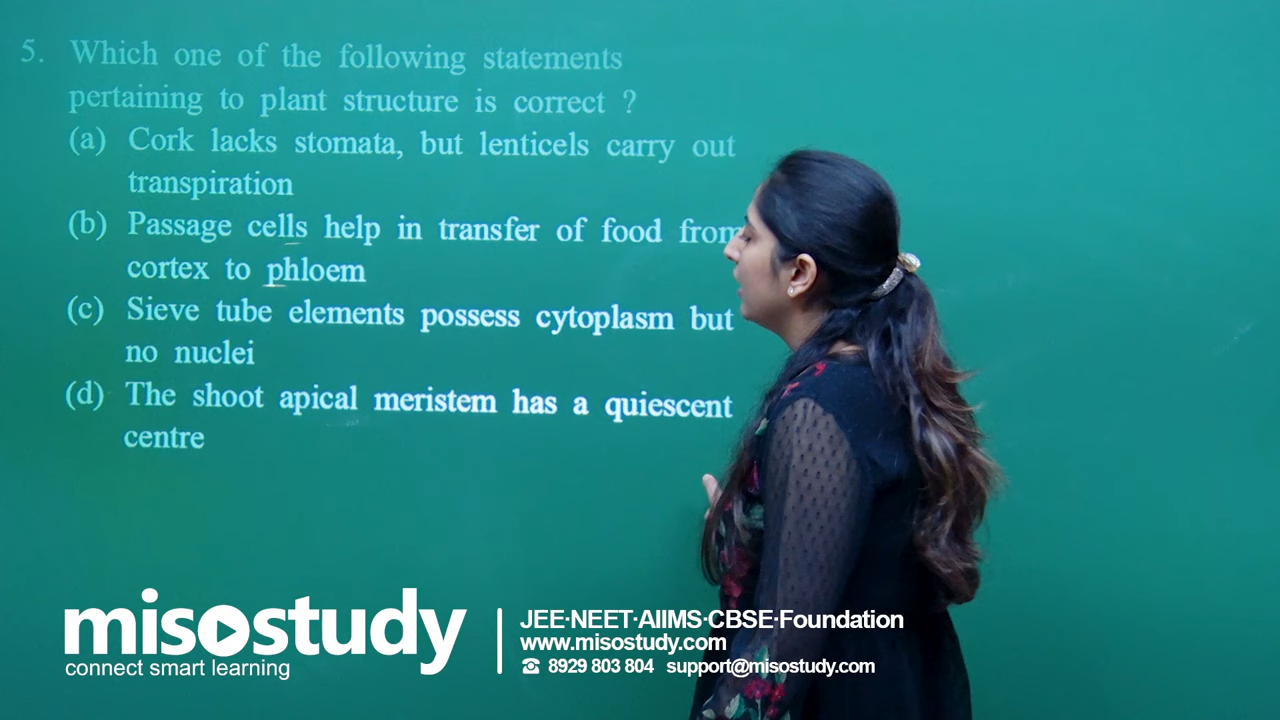 5. Which one of the following statements
pertaining to plant structure is correct ?
(a) Cork lacks stomata, but lenticels carry out
transpiration
(b) Passage cells help in transfer of food from
cortex to phloem
(c) Sieve tube elements possess cytoplasm but
no nuclei
(d) The shoot apical meristem has a quiescent
centre
misostudy
connect smart learning
JEE·NEET·AIIMS·CBSE·Foundation
www.misostudy.com
☎ 8929 803 804 support@misostudy.com